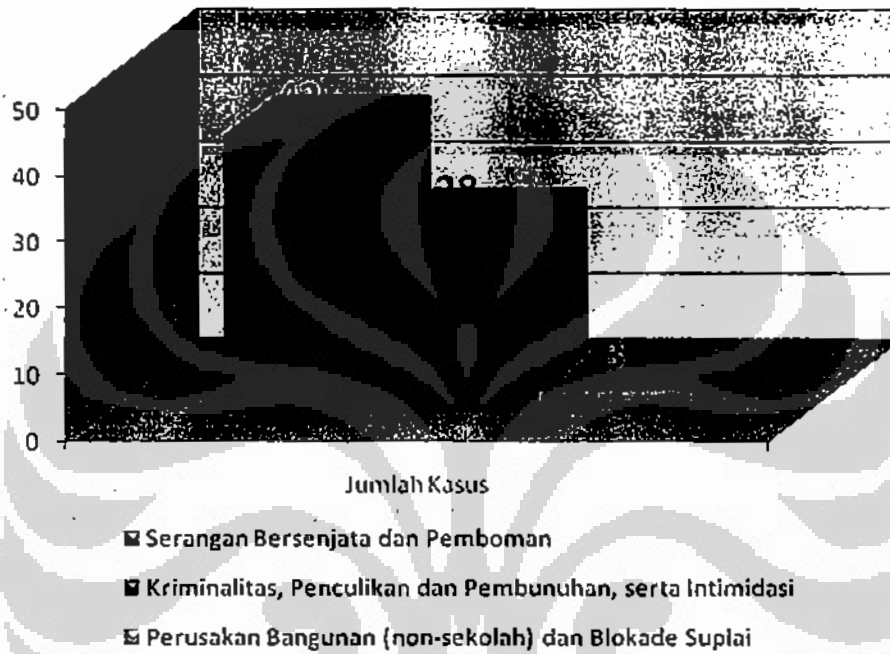 50
40
30
28
20
10
0
Jumlah Kasus
Serangan Bersenjata dan Pemboman
Kriminalitas, Penculikan dan Pembunuhan, serta Intimidasi
Perusakan Bangunan (non-sekolah) dan Blokade Suplai